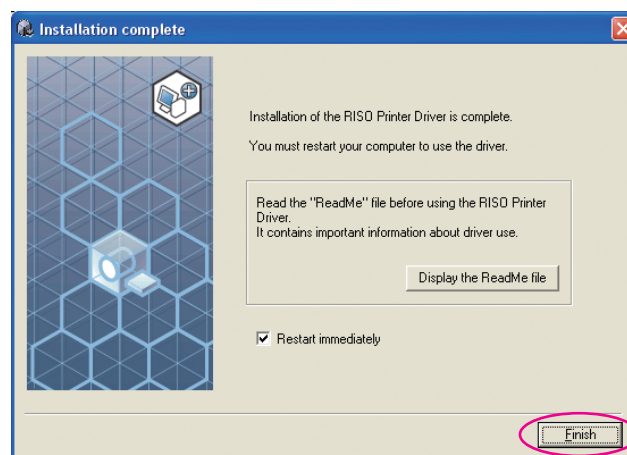 Installation complete
Installation of the RISO Printer Driver is complete.
You must restart your computer to use the driver.
Read the "ReadMe" file before using the RISO Printer
Driver.
It contains important information about driver use.
Display the ReadMe file
Restart immediately
Finish